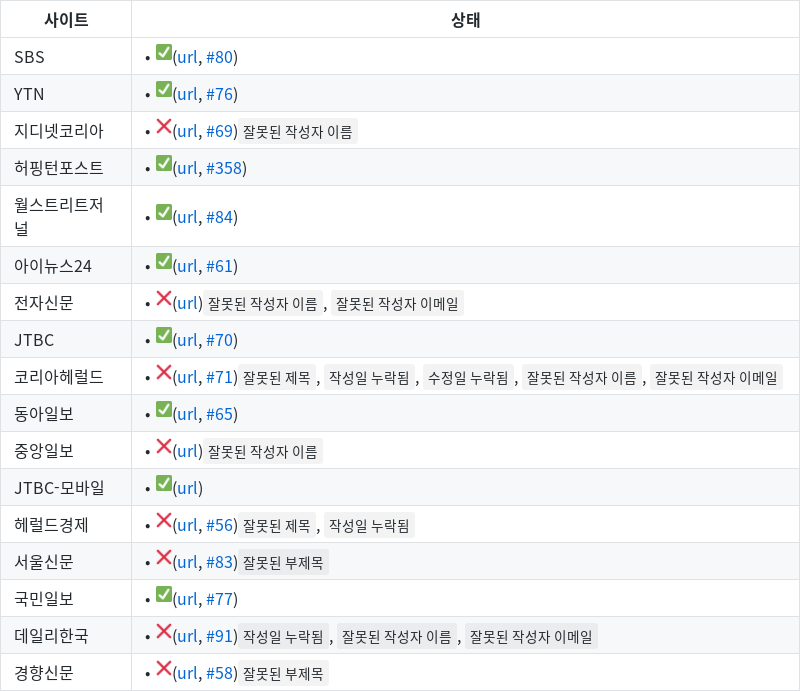 사이트 상태
SBS • ✅(url, #80)
YTN • ✅(url, #76)
지디넷코리아 • ❌(url, #69) 잘못된 작성자 이름
허핑턴포스트 • ✅(url, #358)
월스트리트저
널 • ✅(url, #84)
아이뉴스24 • ✅(url, #61)
전자신문 • ❌(url) 잘못된 작성자 이름 , 잘못된 작성자 이메일
JTBC • ✅(url, #70)
코리아헤럴드 • ❌(url, #71) 잘못된 제목 , 작성일 누락됨 , 수정일 누락됨 , 잘못된 작성자 이름 , 잘못된 작성자 이메일
동아일보 • ✅(url, #65)
중앙일보 • ❌(url) 잘못된 작성자 이름
JTBC-모바일 • ✅(url)
헤럴드경제 • ❌(url, #56) 잘못된 제목 , 작성일 누락됨
서울신문 • ❌(url, #83) 잘못된 부제목
국민일보 • ✅(url, #77)
데일리한국 • ❌(url, #91) 작성일 누락됨 , 잘못된 작성자 이름 , 잘못된 작성자 이메일
경향신문 • ❌(url, #58) 잘못된 부제목